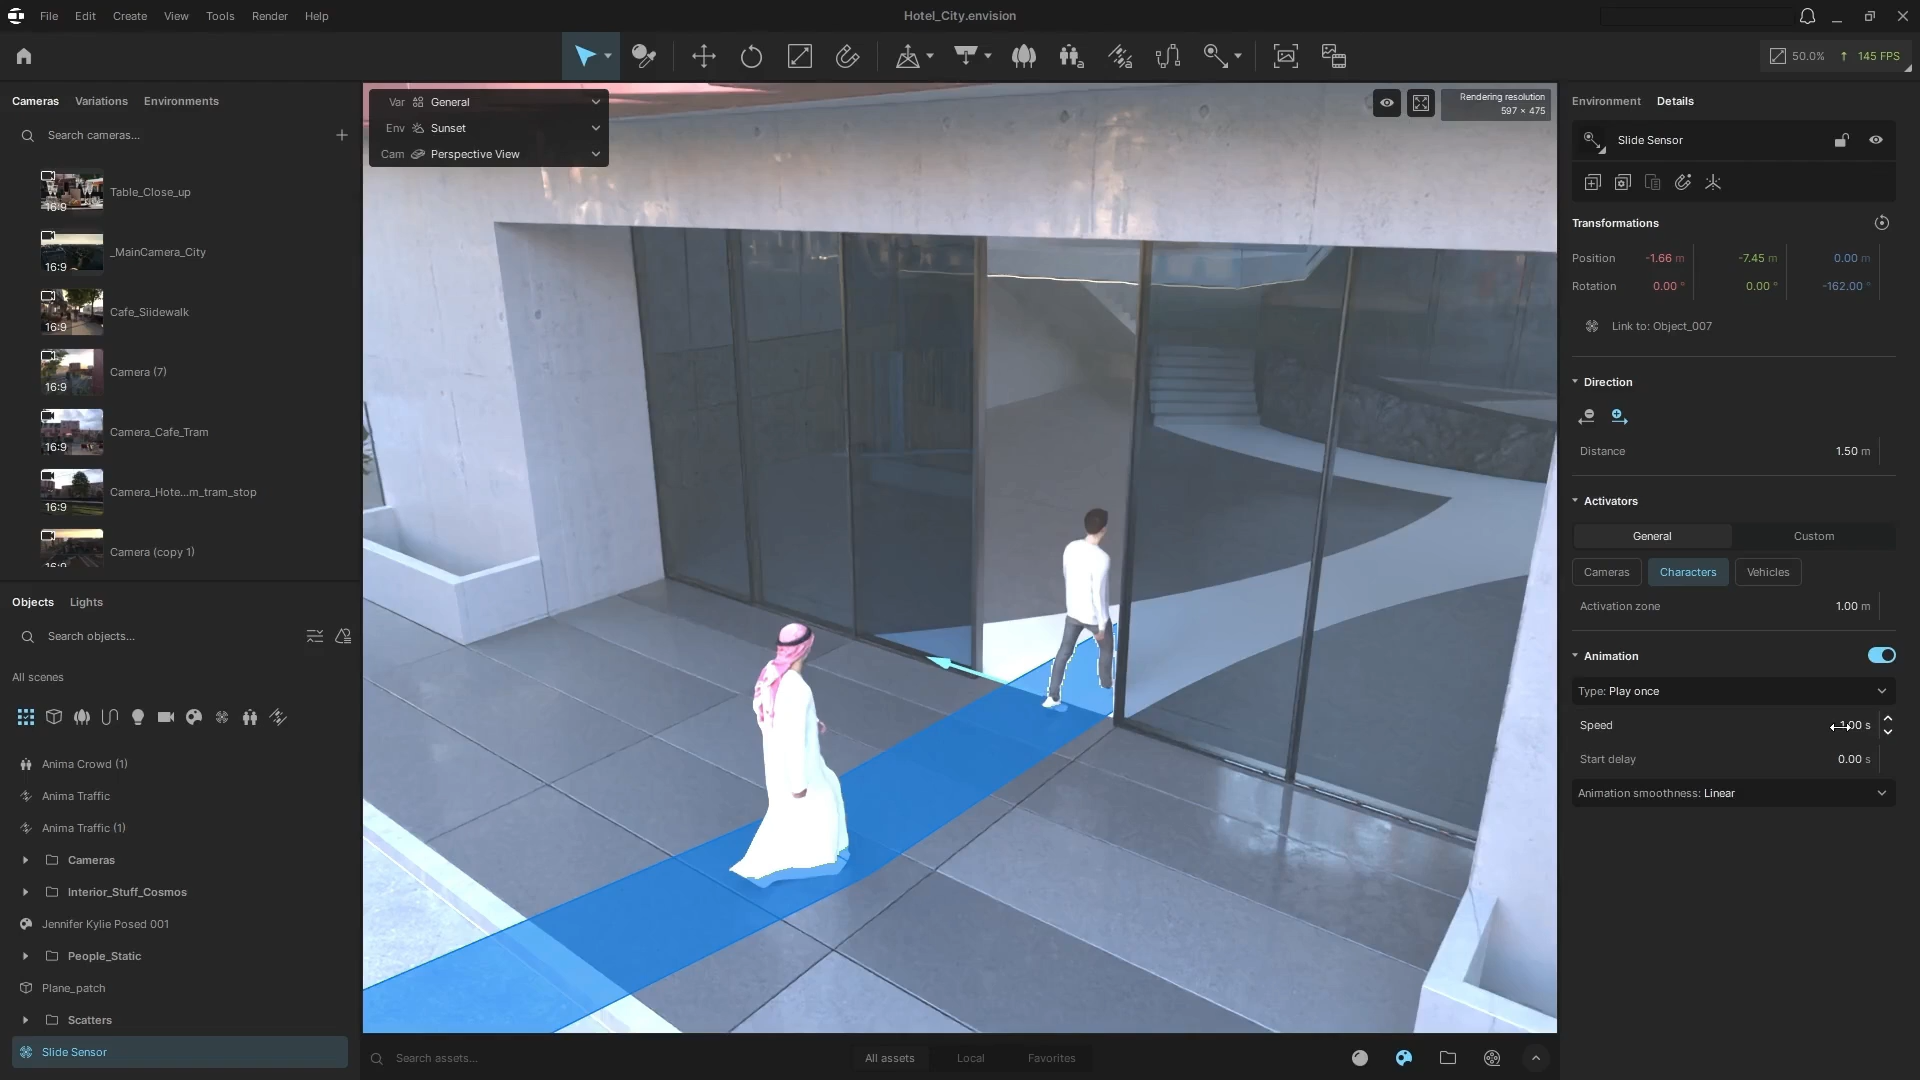 File Edit Create View Tools Render Help
Hotel_City.envision
50.0% ↑ 145 FPS
Cameras Variations Environments
Search cameras...
16:9 Table_Close_up
16:9 _MainCamera_City
16:9 Cafe_Siidewalk
16:9 Camera (7)
16:9 Camera_Cafe_Tram
16:9 Camera_Hote...m_tram_stop
16:9 Camera (copy 1)
Objects Lights
Search objects...
All scenes
Anima Crowd (1)
Anima Traffic
Anima Traffic (1)
Cameras
Interior_Stuff_Cosmos
Jennifer Kylie Posed 001
People_Static
Plane_patch
Scatters
Slide Sensor
Var General
Env Sunset
Cam Perspective View
Rendering resolution
597 × 475
Search assets...
All assets Local Favorites
Environment Details
Slide Sensor
Transformations
Position -1.66 m -7.45 m 0.00 m
Rotation 0.00 ° 0.00 ° -162.00 °
Link to: Object_007
Direction
Distance 1.50 m
Activators
General Custom
Cameras Characters Vehicles
Activation zone 1.00 m
Animation
Type: Play once
Speed 1.00 s
Start delay 0.00 s
Animation smoothness: Linear